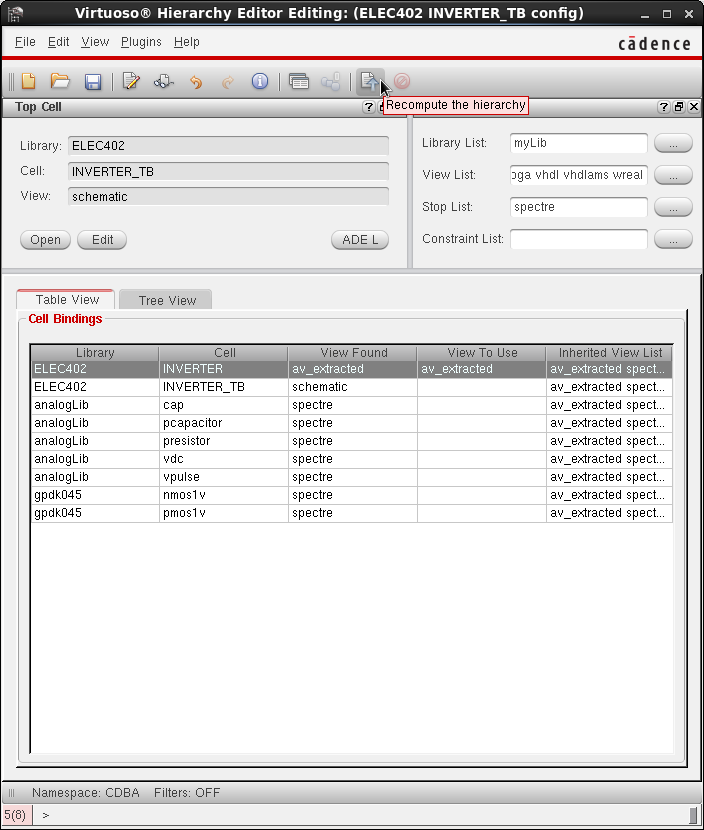 Virtuoso® Hierarchy Editor Editing: (ELEC402 INVERTER_TB config)
File Edit View Plugins Help
cādence
Recompute the hierarchy
Top Cell
Library: ELEC402
Cell: INVERTER_TB
View: schematic
Open Edit ADE L
Library List: myLib ...
View List: oga vhdl vhdlams wreal ...
Stop List: spectre ...
Constraint List: ...
Table View Tree View
Cell Bindings
Library Cell View Found View To Use Inherited View List
ELEC402 INVERTER av_extracted av_extracted av_extracted spect...
ELEC402 INVERTER_TB schematic av_extracted spect...
analogLib cap spectre av_extracted spect...
analogLib pcapacitor spectre av_extracted spect...
analogLib presistor spectre av_extracted spect...
analogLib vdc spectre av_extracted spect...
analogLib vpulse spectre av_extracted spect...
gpdk045 nmos1v spectre av_extracted spect...
gpdk045 pmos1v spectre av_extracted spect...
Namespace: CDBA Filters: OFF
5(8) >